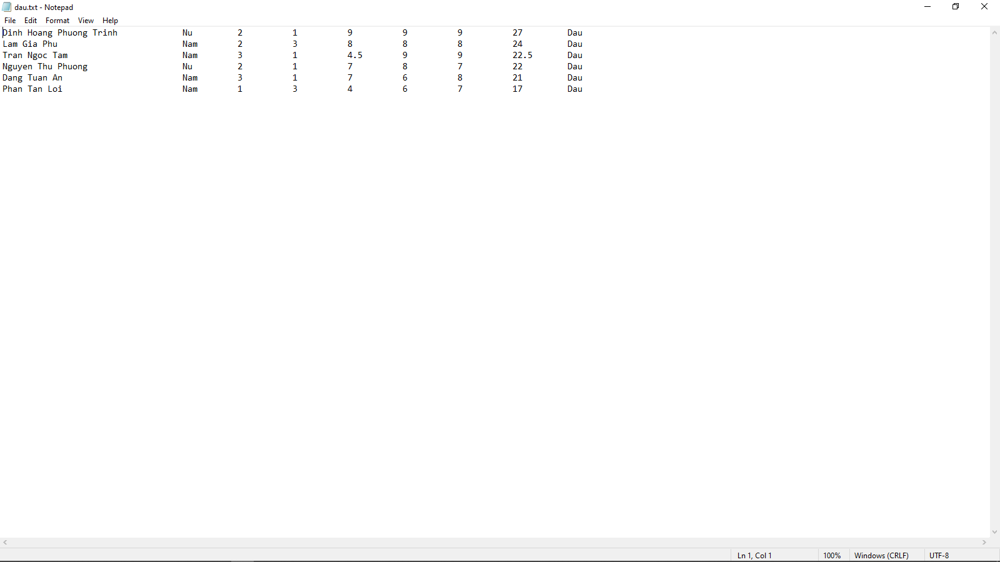 dau.txt - Notepad
File Edit Format View Help
Dinh Hoang Phuong Trinh Nu 2 1 9 9 9 27 Dau
Lam Gia Phu Nam 2 3 8 8 8 24 Dau
Tran Ngoc Tam Nam 3 1 4.5 9 9 22.5 Dau
Nguyen Thu Phuong Nu 2 1 7 8 7 22 Dau
Dang Tuan An Nam 3 1 7 6 8 21 Dau
Phan Tan Loi Nam 1 3 4 6 7 17 Dau
Ln 1, Col 1 100% Windows (CRLF) UTF-8